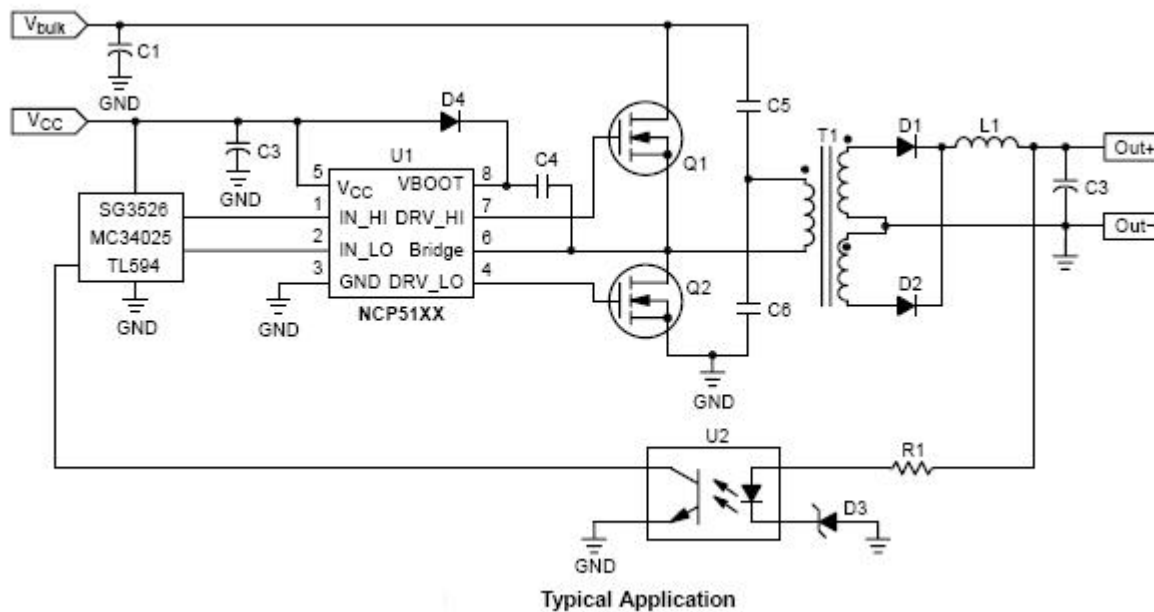 Vbulk
C1
GND
VCC
D4
C3
GND
U1
C4
5
VCC
VBOOT
8
1
IN_HI
DRV_HI
7
2
IN_LO
Bridge
6
3
GND
DRV_LO
4
NCP51XX
GND
SG3526
MC34025
TL594
GND
Q1
Q2
C5
C6
GND
T1
D1
L1
Out+
C3
Out−
D2
U2
R1
D3
GND
Typical Application